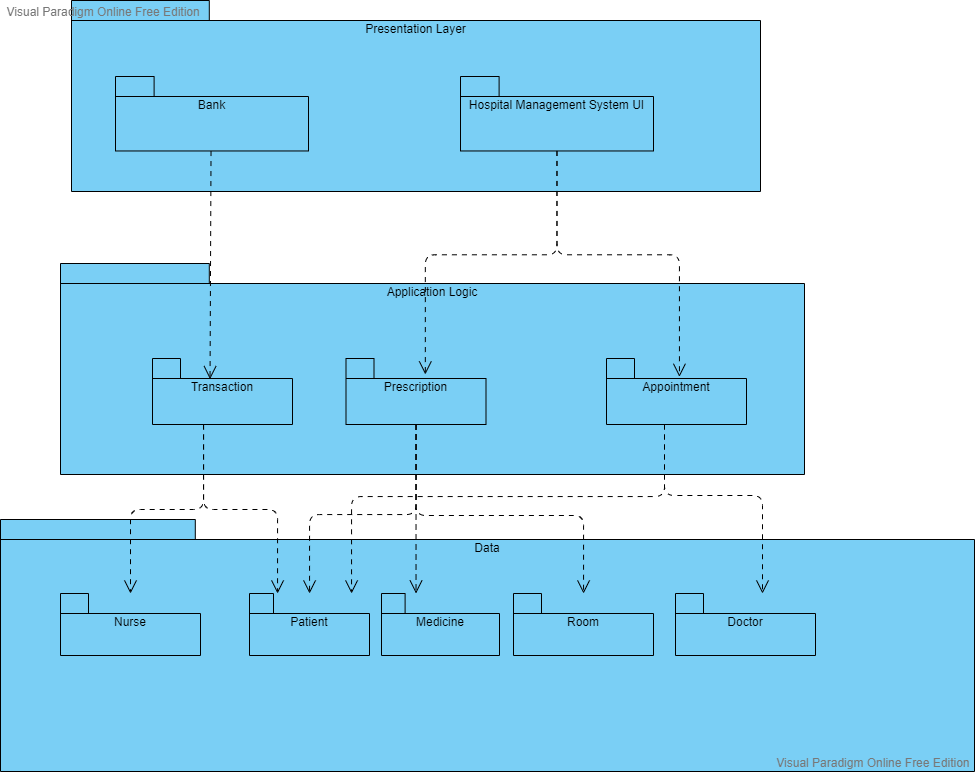 Visual Paradigm Online Free Edition
Presentation Layer
Bank
Hospital Management System UI
Application Logic
Transaction
Prescription
Appointment
Data
Nurse
Patient
Medicine
Room
Doctor
Visual Paradigm Online Free Edition